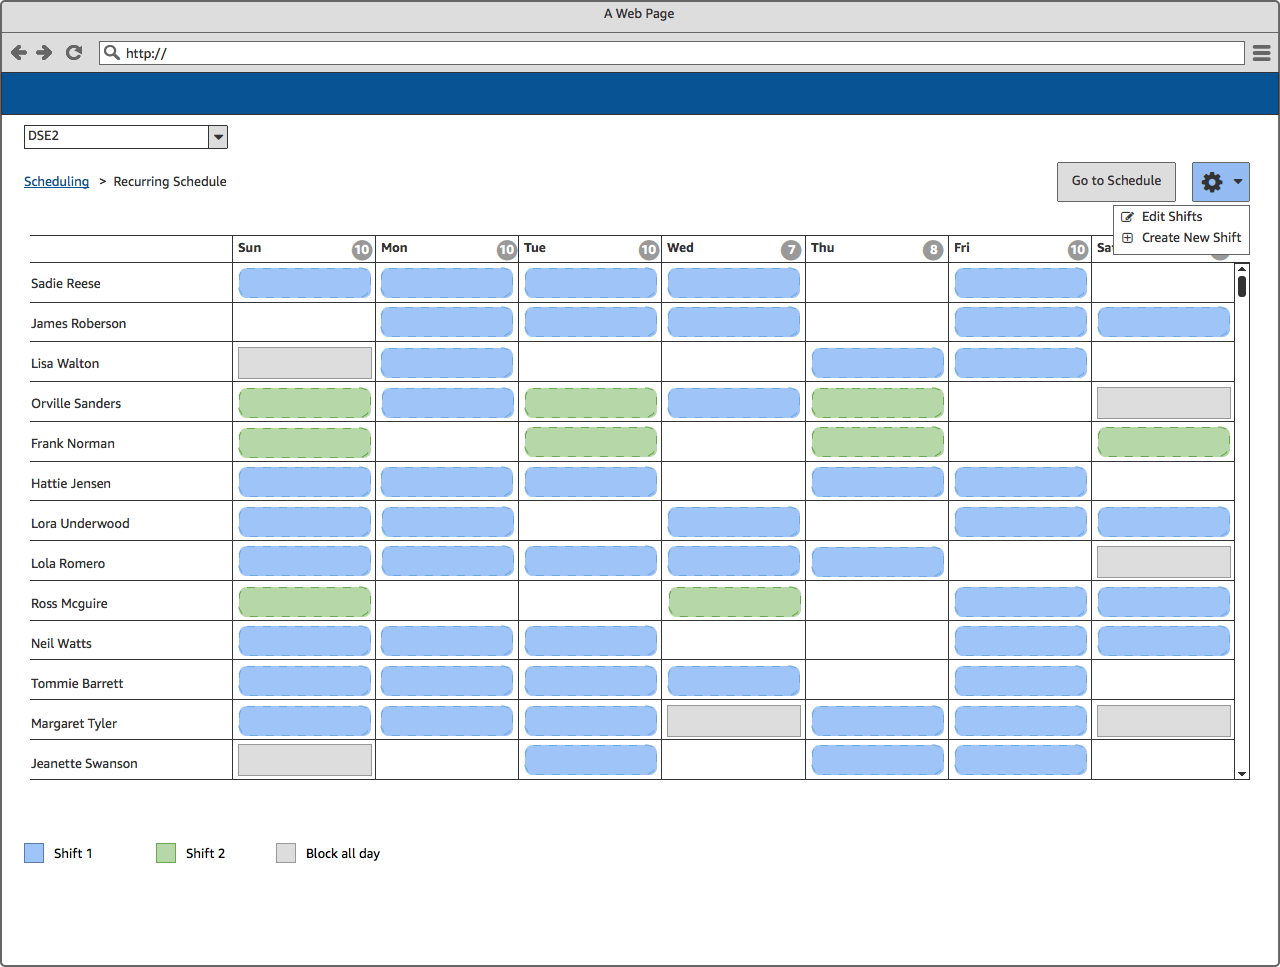 A Web Page
http://
DSE2
Scheduling > Recurring Schedule
Go to Schedule
Edit Shifts
Create New Shift
Sun 10 Mon 10 Tue 10 Wed 7 Thu 8 Fri 10
Sadie Reese
James Roberson
Lisa Walton
Orville Sanders
Frank Norman
Hattie Jensen
Lora Underwood
Lola Romero
Ross Mcguire
Neil Watts
Tommie Barrett
Margaret Tyler
Jeanette Swanson
Shift 1 Shift 2 Block all day